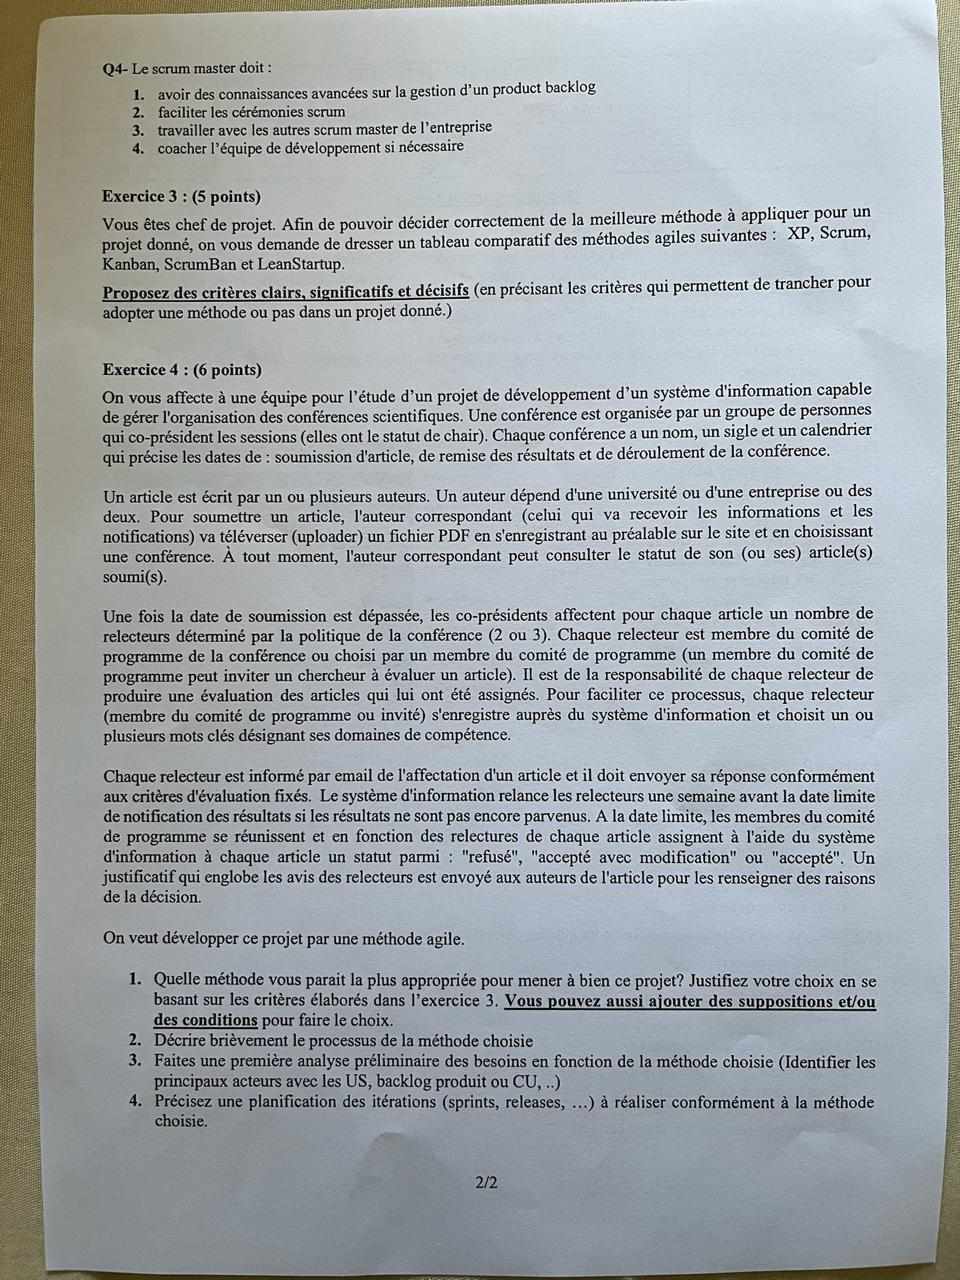 Q4- Le scrum master doit :
1. avoir des connaissances avancées sur la gestion d'un product backlog
2. faciliter les cérémonies scrum
3. travailler avec les autres scrum master de l'entreprise
4. coacher l'équipe de développement si nécessaire
Exercice 3 : (5 points)
Vous êtes chef de projet. Afin de pouvoir décider correctement de la meilleure méthode à appliquer pour un
projet donné, on vous demande de dresser un tableau comparatif des méthodes agiles suivantes : XP, Scrum,
Kanban, ScrumBan et LeanStartup.
Proposez des critères clairs, significatifs et décisifs (en précisant les critères qui permettent de trancher pour
adopter une méthode ou pas dans un projet donné.)
Exercice 4 : (6 points)
On vous affecte à une équipe pour l'étude d'un projet de développement d'un système d'information capable
de gérer l'organisation des conférences scientifiques. Une conférence est organisée par un groupe de personnes
qui co-président les sessions (elles ont le statut de chair). Chaque conférence a un nom, un sigle et un calendrier
qui précise les dates de : soumission d'article, de remise des résultats et de déroulement de la conférence.
Un article est écrit par un ou plusieurs auteurs. Un auteur dépend d'une université ou d'une entreprise ou des
deux. Pour soumettre un article, l'auteur correspondant (celui qui va recevoir les informations et les
notifications) va téléverser (uploader) un fichier PDF en s'enregistrant au préalable sur le site et en choisissant
une conférence. À tout moment, l'auteur correspondant peut consulter le statut de son (ou ses) article(s)
soumi(s).
Une fois la date de soumission est dépassée, les co-présidents affectent pour chaque article un nombre de
relecteurs déterminé par la politique de la conférence (2 ou 3). Chaque relecteur est membre du comité de
programme de la conférence ou choisi par un membre du comité de programme (un membre du comité de
programme peut inviter un chercheur à évaluer un article). Il est de la responsabilité de chaque relecteur de
produire une évaluation des articles qui lui ont été assignés. Pour faciliter ce processus, chaque relecteur
(membre du comité de programme ou invité) s'enregistre auprès du système d'information et choisit un ou
plusieurs mots clés désignant ses domaines de compétence.
Chaque relecteur est informé par email de l'affectation d'un article et il doit envoyer sa réponse conformément
aux critères d'évaluation fixés. Le système d'information relance les relecteurs une semaine avant la date limite
de notification des résultats si les résultats ne sont pas encore parvenus. A la date limite, les membres du comité
de programme se réunissent et en fonction des relectures de chaque article assignent à l'aide du système
d'information à chaque article un statut parmi : "refusé", "accepté avec modification" ou "accepté". Un
justificatif qui englobe les avis des relecteurs est envoyé aux auteurs de l'article pour les renseigner des raisons
de la décision.
On veut développer ce projet par une méthode agile.
1. Quelle méthode vous parait la plus appropriée pour mener à bien ce projet? Justifiez votre choix en se
basant sur les critères élaborés dans l'exercice 3. Vous pouvez aussi ajouter des suppositions et/ou
des conditions pour faire le choix.
2. Décrire brièvement le processus de la méthode choisie
3. Faites une première analyse préliminaire des besoins en fonction de la méthode choisie (Identifier les
principaux acteurs avec les US, backlog produit ou CU, ..)
4. Précisez une planification des itérations (sprints, releases, …) à réaliser conformément à la méthode
choisie.
2/2